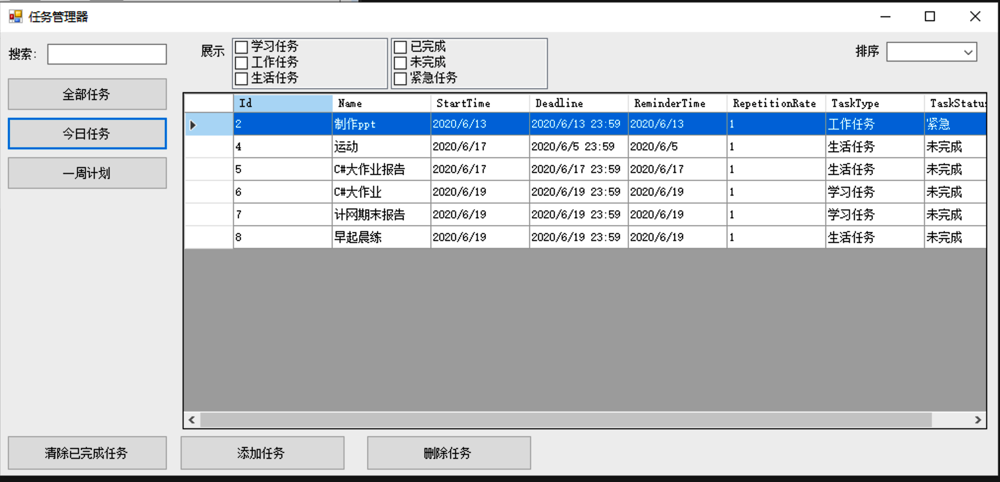 任务管理器
搜索:
展示
学习任务
工作任务
生活任务
已完成
未完成
紧急任务
排序
全部任务
今日任务
一周计划
Id Name StartTime Deadline ReminderTime RepetitionRate TaskType TaskStatus
2 制作ppt 2020/6/13 2020/6/13 23:59 2020/6/13 1 工作任务 紧急
4 运动 2020/6/17 2020/6/5 23:59 2020/6/5 1 生活任务 未完成
5 C#大作业报告 2020/6/17 2020/6/17 23:59 2020/6/17 1 生活任务 未完成
6 C#大作业 2020/6/19 2020/6/19 23:59 2020/6/19 1 学习任务 未完成
7 计网期末报告 2020/6/19 2020/6/19 23:59 2020/6/19 1 学习任务 未完成
8 早起晨练 2020/6/19 2020/6/19 23:59 2020/6/19 1 生活任务 未完成
清除已完成任务
添加任务
删除任务